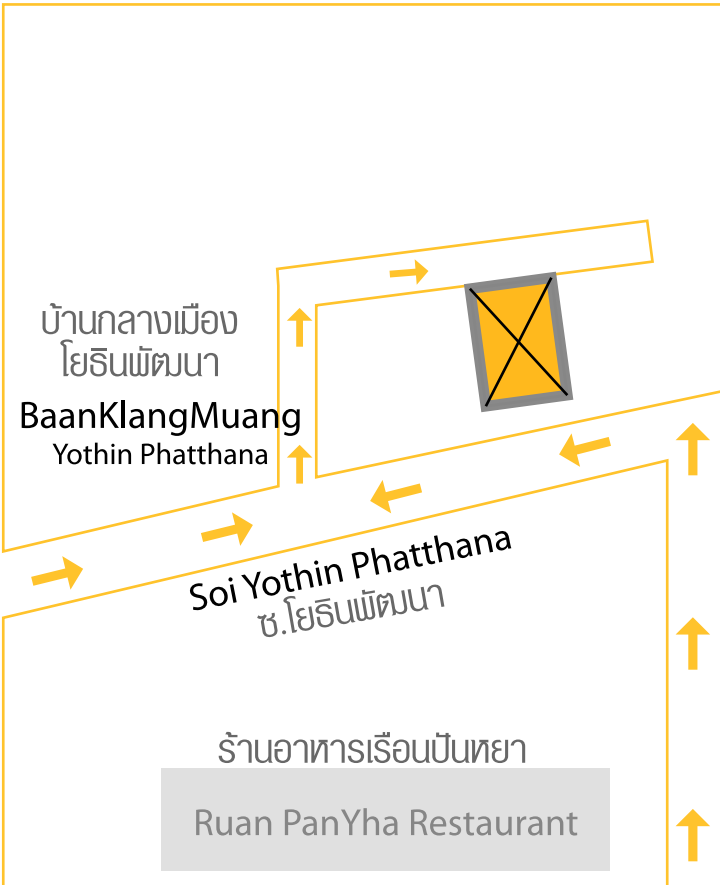 บ้านกลางเมือง
โยธินพัฒนา
BaanKlangMuang
Yothin Phatthana
Soi Yothin Phatthana
ซ.โยธินพัฒนา
ร้านอาหารเรือนปั้นหยา
Ruan PanYha Restaurant